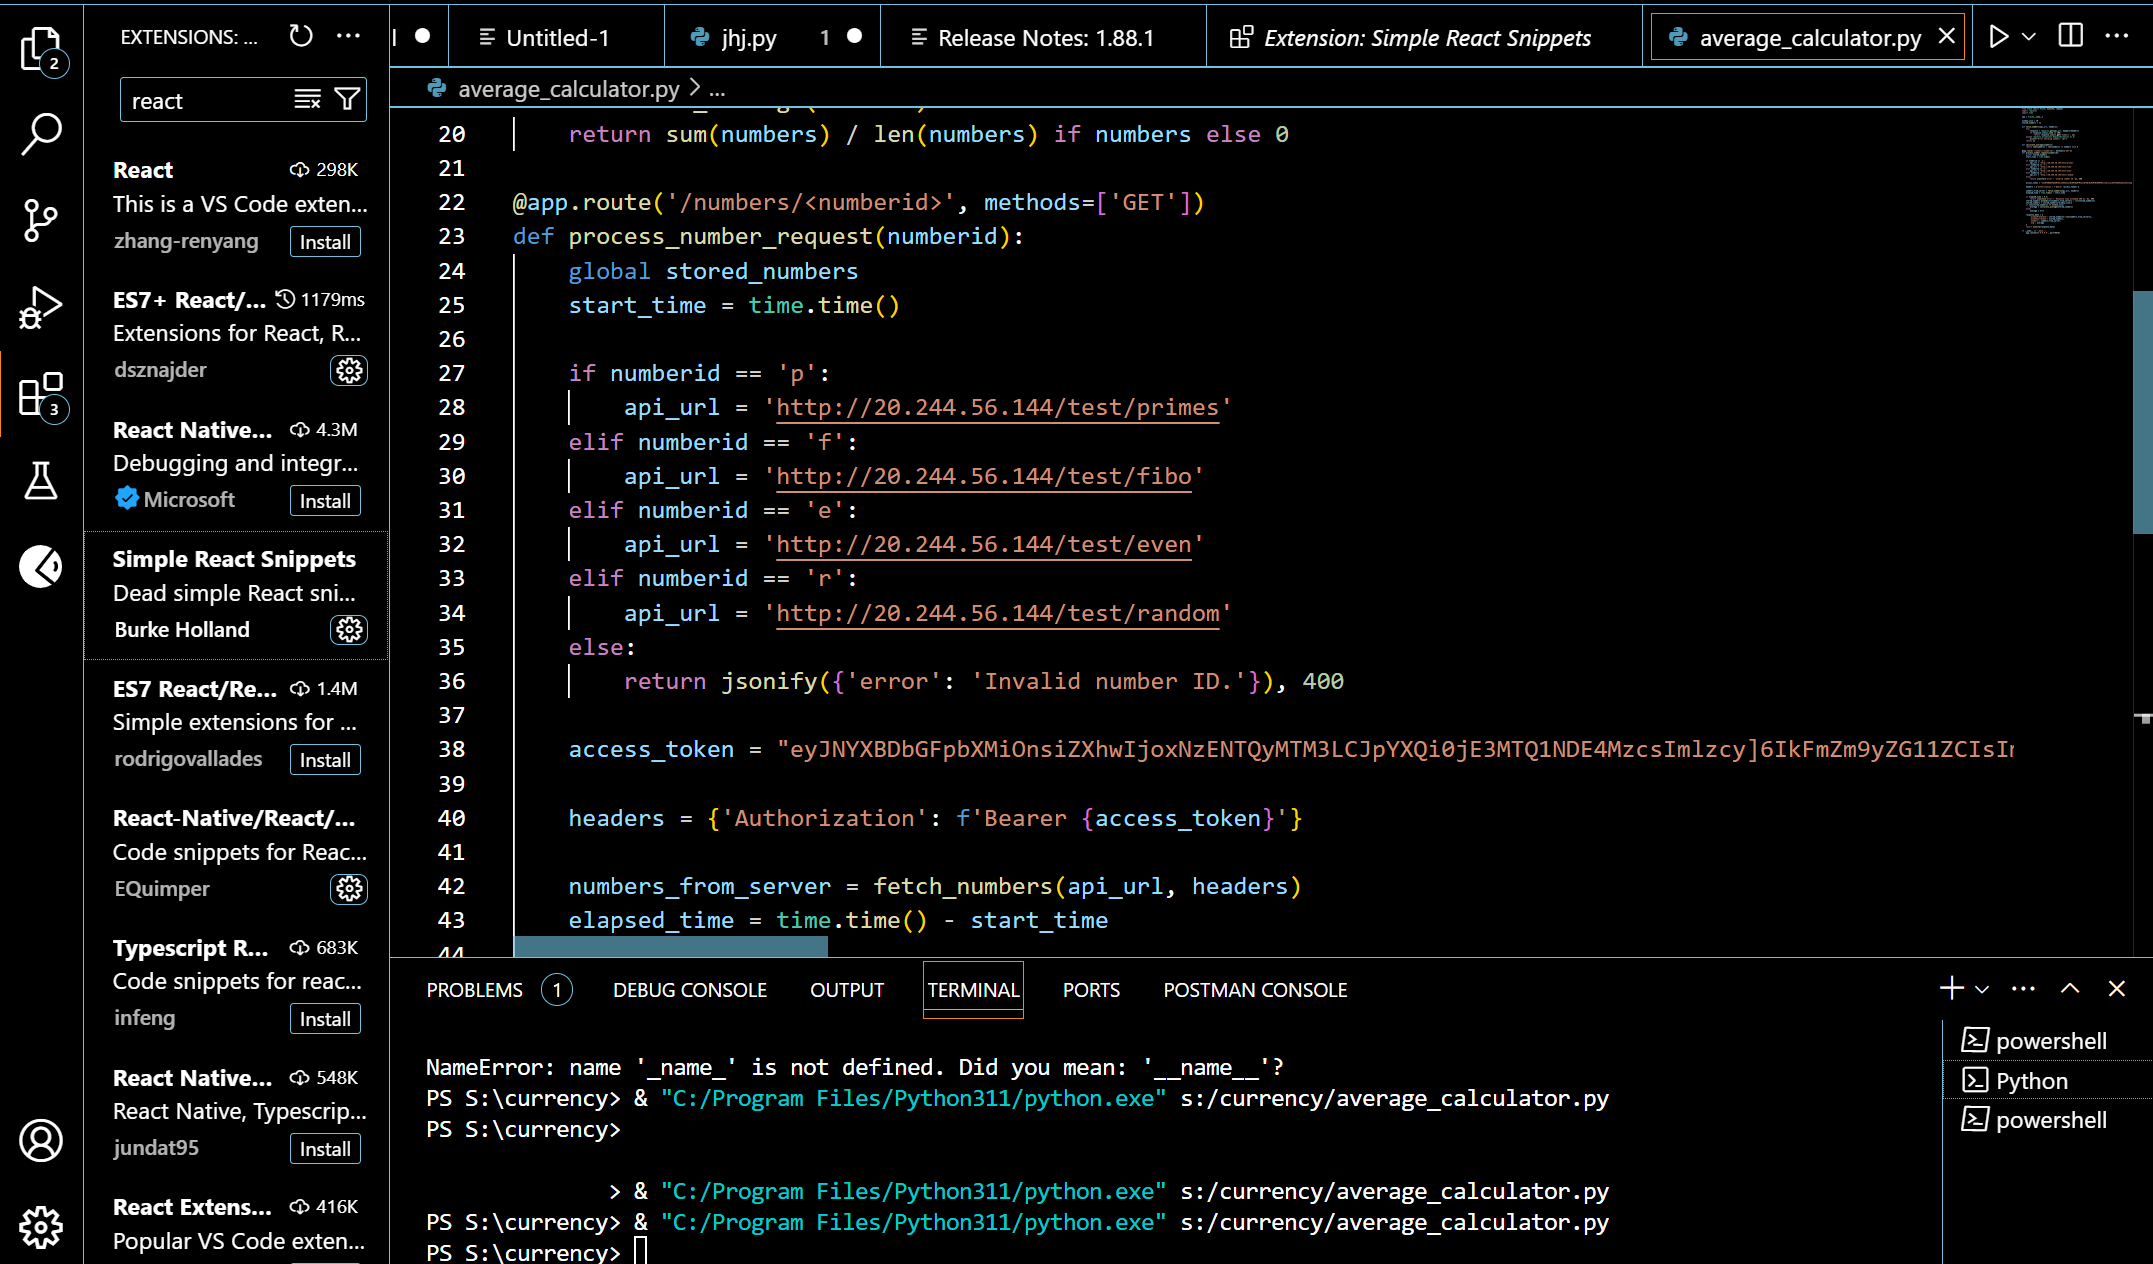 EXTENSIONS: ...
2
react
React 298K
This is a VS Code exten...
zhang-renyang Install
ES7+ React/... 1179ms
Extensions for React, R...
dsznajder
3
React Native... 4.3M
Debugging and integr...
Microsoft Install
Simple React Snippets
Dead simple React sni...
Burke Holland
ES7 React/Re... 1.4M
Simple extensions for ...
rodrigovallades Install
React-Native/React/...
Code snippets for Reac...
EQuimper
Typescript R... 683K
Code snippets for reac...
infeng Install
React Native... 548K
React Native, Typescrip...
jundat95 Install
React Extens... 416K
Popular VS Code exten...
Untitled-1
jhj.py 1
Release Notes: 1.88.1
Extension: Simple React Snippets
average_calculator.py
average_calculator.py > ...
20 return sum(numbers) / len(numbers) if numbers else 0
21
22 @app.route('/numbers/<numberid>', methods=['GET'])
23 def process_number_request(numberid):
24 global stored_numbers
25 start_time = time.time()
26
27 if numberid == 'p':
28 api_url = 'http://20.244.56.144/test/primes'
29 elif numberid == 'f':
30 api_url = 'http://20.244.56.144/test/fibo'
31 elif numberid == 'e':
32 api_url = 'http://20.244.56.144/test/even'
33 elif numberid == 'r':
34 api_url = 'http://20.244.56.144/test/random'
35 else:
36 return jsonify({'error': 'Invalid number ID.'}), 400
37
38 access_token = "eyJNYXBDbGFpbXMiOnsiZXhwIjoxNzENTQyMTM3LCJpYXQi0jE3MTQ1NDE4MzcsImlzcy]6IkFmZm9yZG11ZCIsI
39
40 headers = {'Authorization': f'Bearer {access_token}'}
41
42 numbers_from_server = fetch_numbers(api_url, headers)
43 elapsed_time = time.time() - start_time
44
PROBLEMS 1 DEBUG CONSOLE OUTPUT TERMINAL PORTS POSTMAN CONSOLE
NameError: name '_name_' is not defined. Did you mean: '__name__'?
PS S:\currency> & "C:/Program Files/Python311/python.exe" s:/currency/average_calculator.py
PS S:\currency>
> & "C:/Program Files/Python311/python.exe" s:/currency/average_calculator.py
PS S:\currency> & "C:/Program Files/Python311/python.exe" s:/currency/average_calculator.py
PS S:\currency>
powershell
Python
powershell